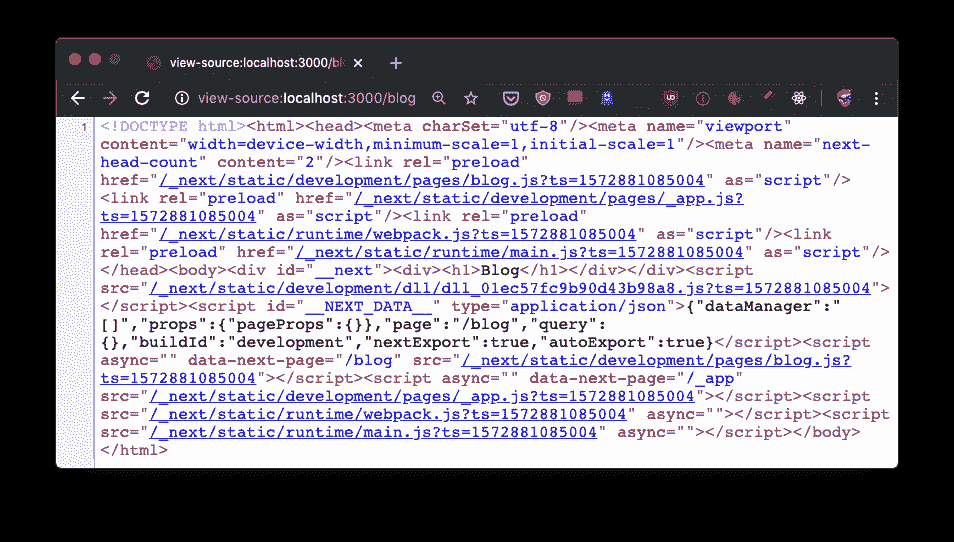 view-source:localhost:3000/bl
view-source:localhost:3000/blog
1
<!DOCTYPE html><html><head><meta charSet="utf-8"/><meta name="viewport"
content="width=device-width,minimum-scale=1,initial-scale=1"/><meta name="next-
head-count" content="2"/><link rel="preload"
href="/_next/static/development/pages/blog.js?ts=1572881085004" as="script"/>
<link rel="preload" href="/_next/static/development/pages/_app.js?
ts=1572881085004" as="script"/><link rel="preload"
href="/_next/static/runtime/webpack.js?ts=1572881085004" as="script"/><link
rel="preload" href="/_next/static/runtime/main.js?ts=1572881085004" as="script"/>
</head><body><div id="__next"><div><h1>Blog</h1></div></div><script
src="/_next/static/development/dll/dll_01ec57fc9b90d43b98a8.js?ts=1572881085004">
</script><script id="__NEXT_DATA__" type="application/json">{"dataManager":"
[]","props":{"pageProps":{}},"page":"/blog","query":
{},"buildId":"development","nextExport":true,"autoExport":true}</script><script
async="" data-next-page="/blog" src="/_next/static/development/pages/blog.js?
ts=1572881085004"></script><script async="" data-next-page="/_app"
src="/_next/static/development/pages/_app.js?ts=1572881085004"></script><script
src="/_next/static/runtime/webpack.js?ts=1572881085004" async=""></script><script
src="/_next/static/runtime/main.js?ts=1572881085004" async=""></script></body>
</html>